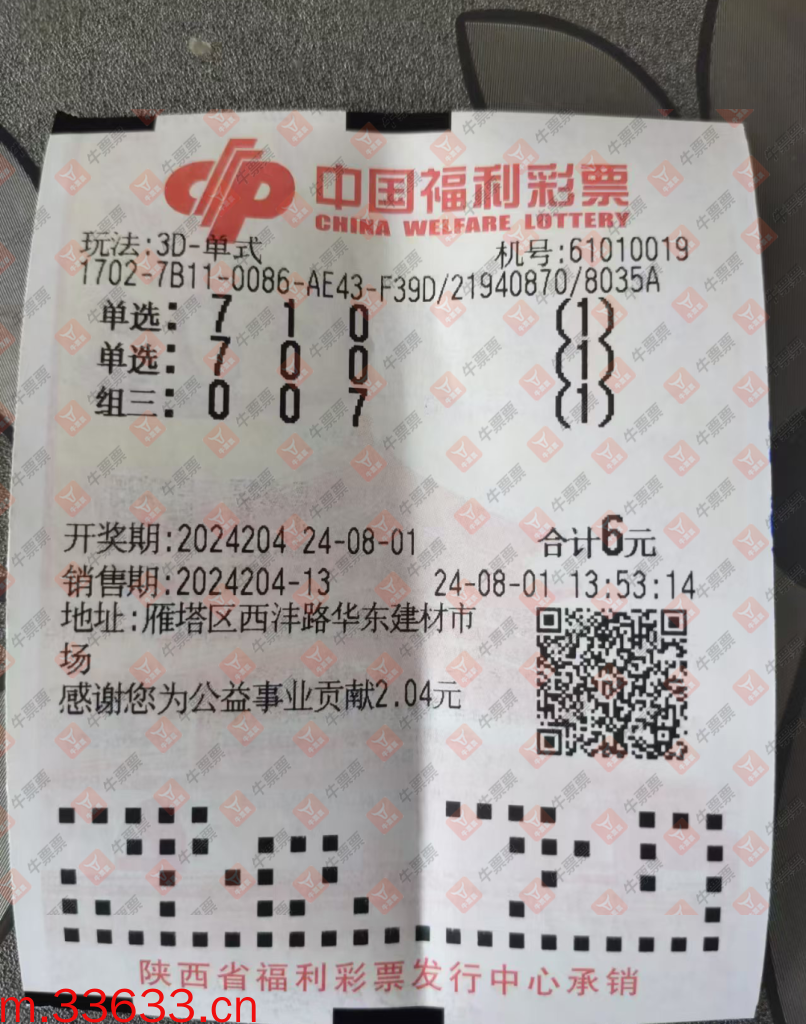 中国福利彩票
CHINA WELFARE LOTTERY
玩法:3D-单式 机号:61010019
1702-7B11-0086-AE43-F39D/21940870/8035A
单选: 7 1 0 (1)
单选: 7 0 0 (1)
组三: 0 0 7 (1)
开奖期:2024204 24-08-01 合计6元
销售期:2024204-13 24-08-01 13:53:14
地址:雁塔区西沣路华东建材市
场
感谢您为公益事业贡献2.04元
陕西省福利彩票发行中心承销
m.33633.cn
牛票票